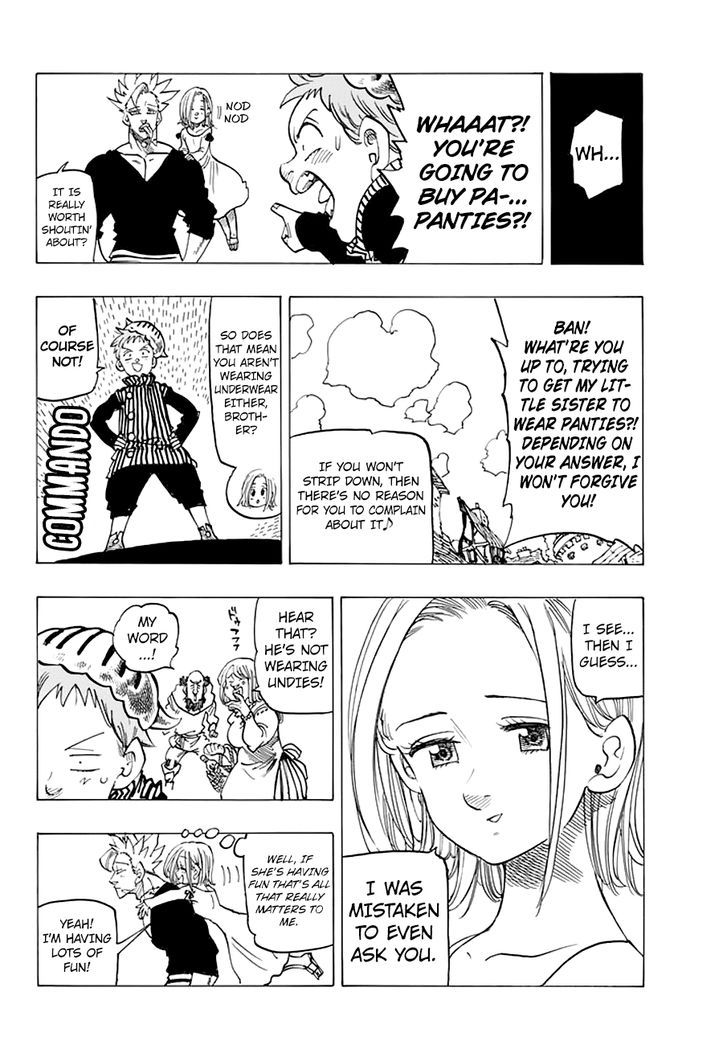 WH...
WHAAAT?!
YOU'RE
GOING TO
BUY PA-...
PANTIES?!
NOD
NOD
IT IS
REALLY
WORTH
SHOUTIN'
ABOUT?
BAN!
WHAT'RE YOU
UP TO, TRYING
TO GET MY LIT-
TLE SISTER TO
WEAR PANTIES?!
DEPENDING ON
YOUR ANSWER, I
WON'T FORGIVE
YOU!
IF YOU WON'T
STRIP DOWN, THEN
THERE'S NO REASON
FOR YOU TO COMPLAIN
ABOUT IT♪
SO DOES
THAT MEAN
YOU AREN'T
WEARING
UNDERWEAR
EITHER,
BROTH-
ER?
OF
COURSE
NOT!
COMMANDO
I SEE...
THEN I
GUESS...
I WAS
MISTAKEN
TO EVEN
ASK YOU.
HEAR
THAT?
HE'S NOT
WEARING
UNDIES!
MY
WORD
...!
WELL, IF
SHE'S HAVING
FUN THAT'S ALL
THAT REALLY
MATTERS TO
ME.
YEAH!
I'M HAVING
LOTS OF
FUN!